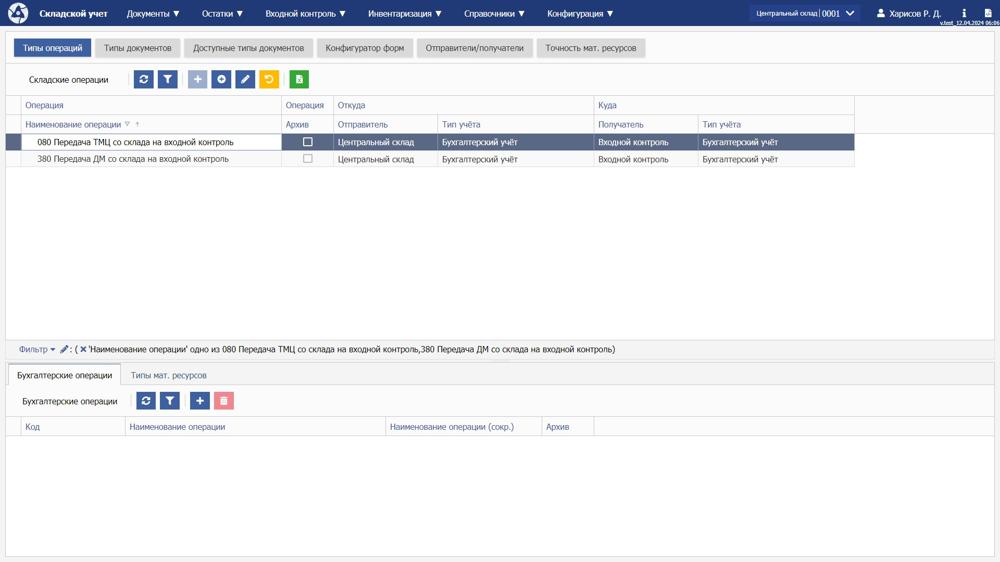 Складской учет Документы ▼ Остатки ▼ Входной контроль ▼ Инвентаризация ▼ Справочники ▼ Конфигурация ▼ Центральный склад | 0001 Харисов Р. Д.
v.test_12.04.2024 06:06
Типы операций Типы документов Доступные типы документов Конфигуратор форм Отправители/получатели Точность мат. ресурсов
Складские операции
Операция Операция Откуда Куда
Наименование операции Архив Отправитель Тип учёта Получатель Тип учёта
080 Передача ТМЦ со склада на входной контроль Центральный склад Бухгалтерский учёт Входной контроль Бухгалтерский учёт
380 Передача ДМ со склада на входной контроль Центральный склад Бухгалтерский учёт Входной контроль Бухгалтерский учёт
Фильтр : ( 'Наименование операции' одно из 080 Передача ТМЦ со склада на входной контроль,380 Передача ДМ со склада на входной контроль)
Бухгалтерские операции Типы мат. ресурсов
Бухгалтерские операции
Код Наименование операции Наименование операции (сокр.) Архив